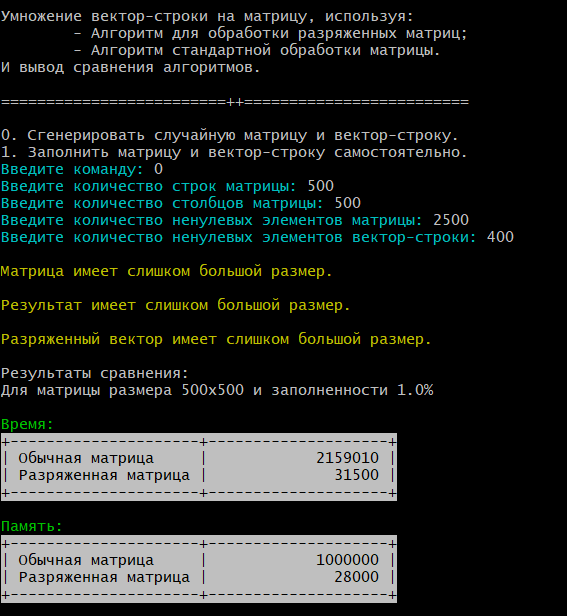 Умножение вектор-строки на матрицу, используя:
- Алгоритм для обработки разряженных матриц;
- Алгоритм стандартной обработки матрицы.
И вывод сравнения алгоритмов.
=========================++=========================
0. Сгенерировать случайную матрицу и вектор-строку.
1. Заполнить матрицу и вектор-строку самостоятельно.
Введите команду: 0
Введите количество строк матрицы: 500
Введите количество столбцов матрицы: 500
Введите количество ненулевых элементов матрицы: 2500
Введите количество ненулевых элементов вектор-строки: 400
Матрица имеет слишком большой размер.
Результат имеет слишком большой размер.
Разряженный вектор имеет слишком большой размер.
Результаты сравнения:
Для матрицы размера 500x500 и заполненности 1.0%
Время:
+---------------------+--------------------+
| Обычная матрица     |            2159010 |
| Разряженная матрица |              31500 |
+---------------------+--------------------+
Память:
+---------------------+--------------------+
| Обычная матрица     |            1000000 |
| Разряженная матрица |              28000 |
+---------------------+--------------------+